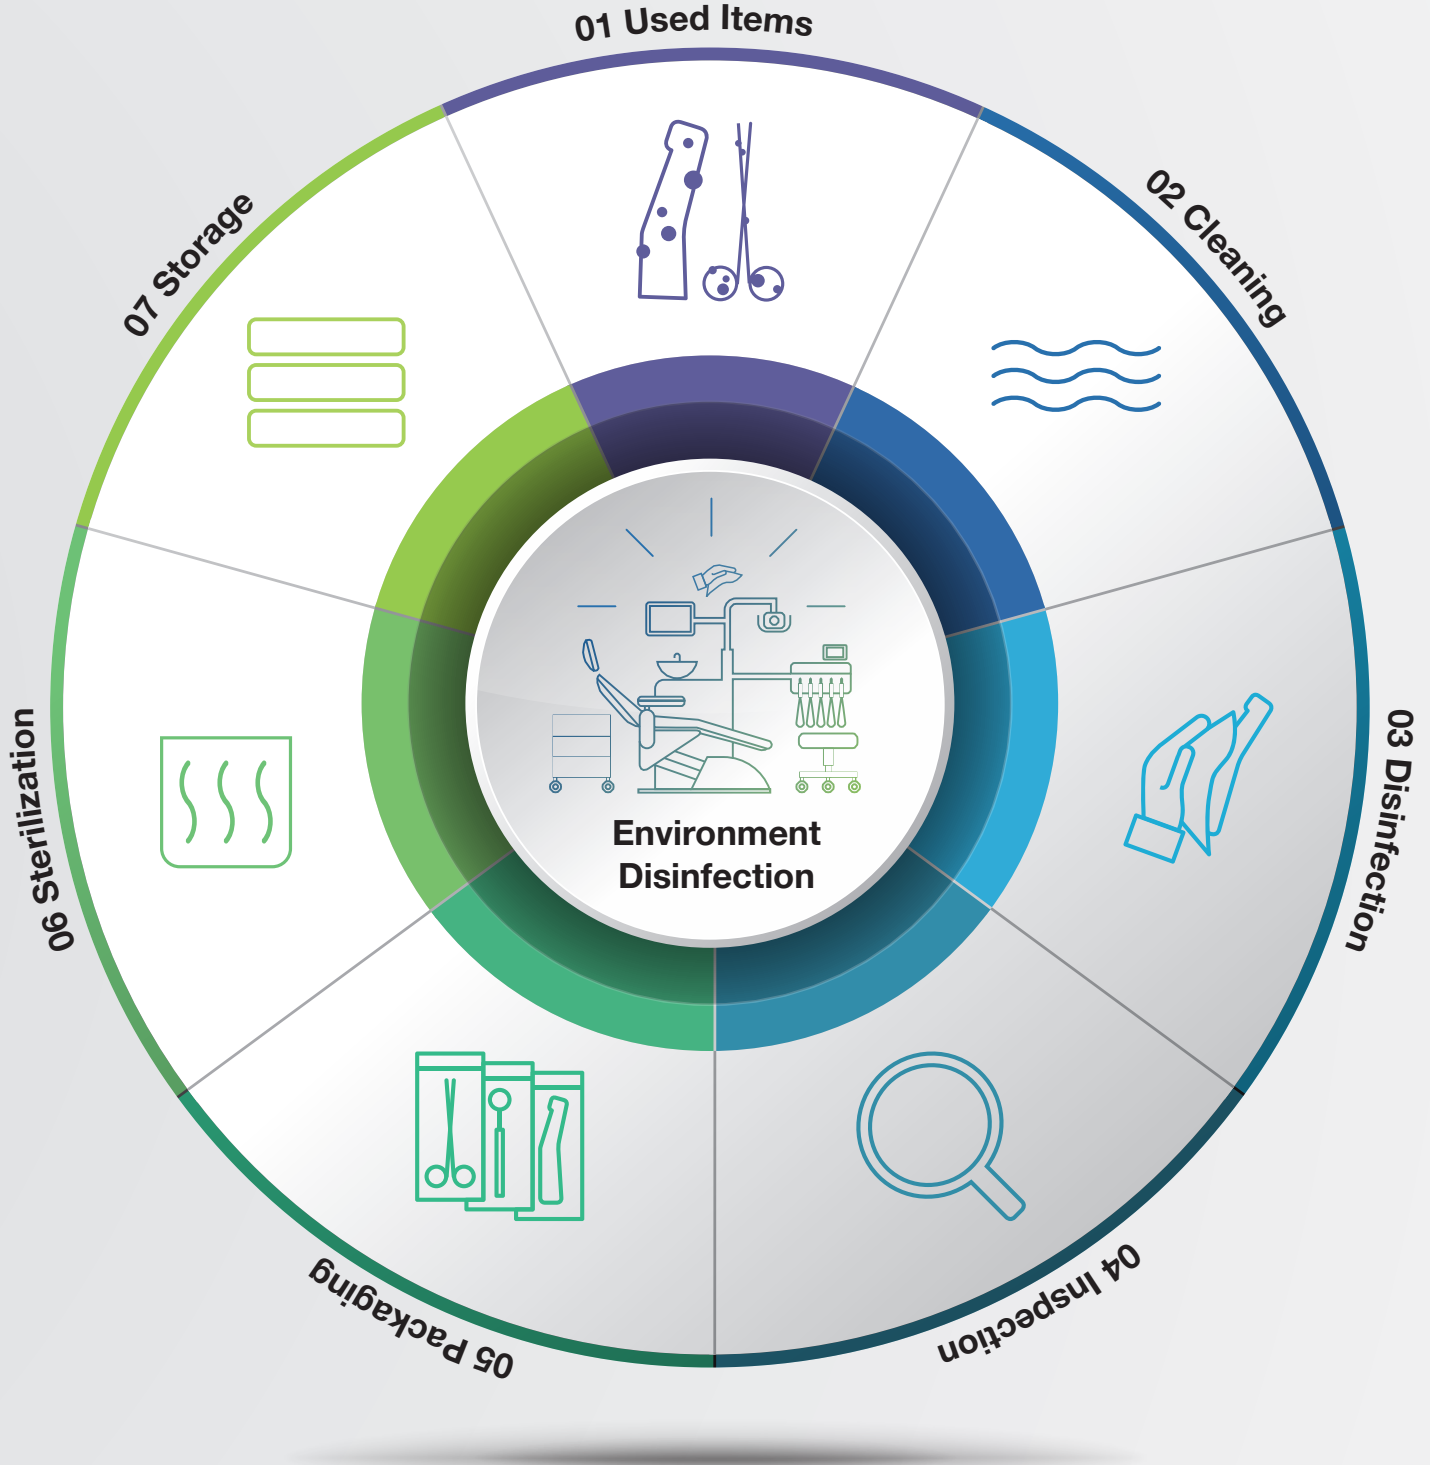 01 Used Items
02 Cleaning
03 Disinfection
04 Inspection
05 Packaging
06 Sterilization
07 Storage
Environment
Disinfection